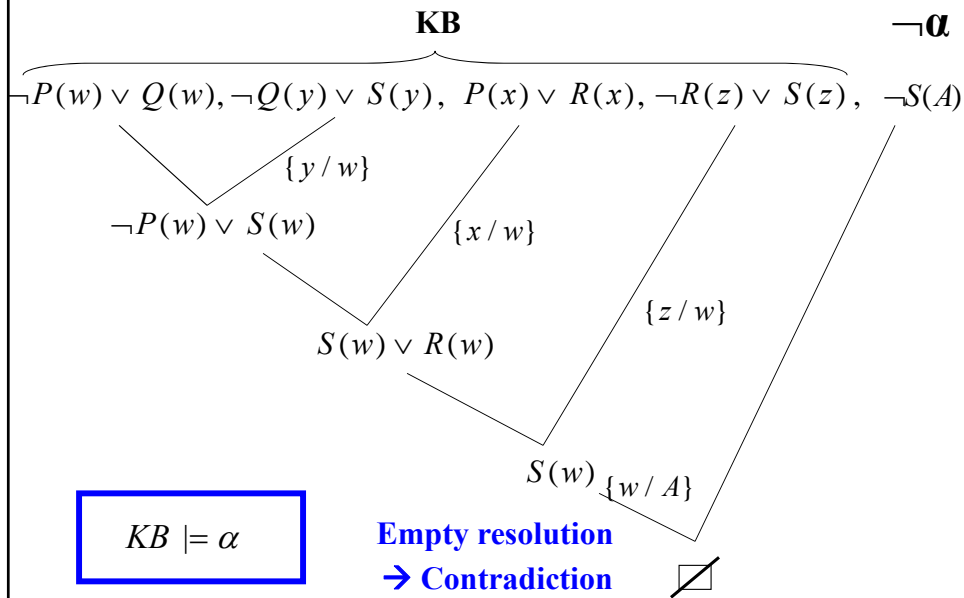 KB ¬α
¬P(w) ∨ Q(w), ¬Q(y) ∨ S(y), P(x) ∨ R(x), ¬R(z) ∨ S(z), ¬S(A)
{y / w}
¬P(w) ∨ S(w)
{x / w}
{z / w}
S(w) ∨ R(w)
S(w) {w / A}
KB |= α
Empty resolution
→ Contradiction